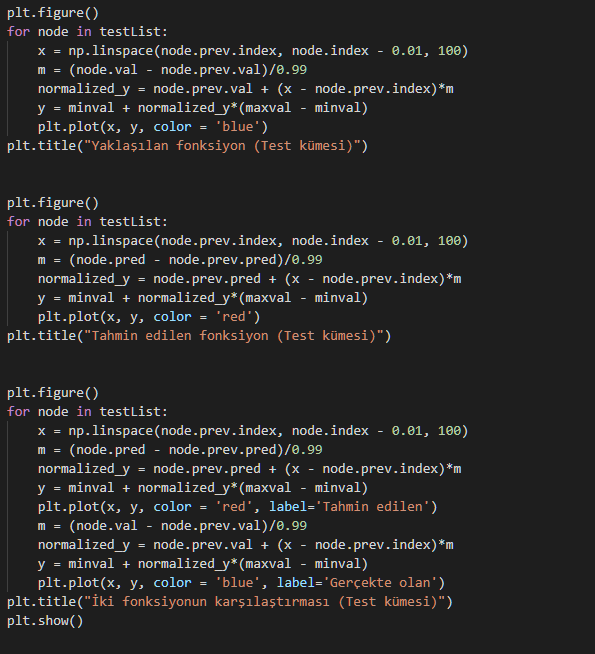 plt.figure()
for node in testList:
    x = np.linspace(node.prev.index, node.index - 0.01, 100)
    m = (node.val - node.prev.val)/0.99
    normalized_y = node.prev.val + (x - node.prev.index)*m
    y = minval + normalized_y*(maxval - minval)
    plt.plot(x, y, color = 'blue')
plt.title("Yaklaşılan fonksiyon (Test kümesi)")
plt.figure()
for node in testList:
    x = np.linspace(node.prev.index, node.index - 0.01, 100)
    m = (node.pred - node.prev.pred)/0.99
    normalized_y = node.prev.pred + (x - node.prev.index)*m
    y = minval + normalized_y*(maxval - minval)
    plt.plot(x, y, color = 'red')
plt.title("Tahmin edilen fonksiyon (Test kümesi)")
plt.figure()
for node in testList:
    x = np.linspace(node.prev.index, node.index - 0.01, 100)
    m = (node.pred - node.prev.pred)/0.99
    normalized_y = node.prev.pred + (x - node.prev.index)*m
    y = minval + normalized_y*(maxval - minval)
    plt.plot(x, y, color = 'red', label='Tahmin edilen')
    m = (node.val - node.prev.val)/0.99
    normalized_y = node.prev.val + (x - node.prev.index)*m
    y = minval + normalized_y*(maxval - minval)
    plt.plot(x, y, color = 'blue', label='Gerçekte olan')
plt.title("İki fonksiyonun karşılaştırması (Test kümesi)")
plt.show()